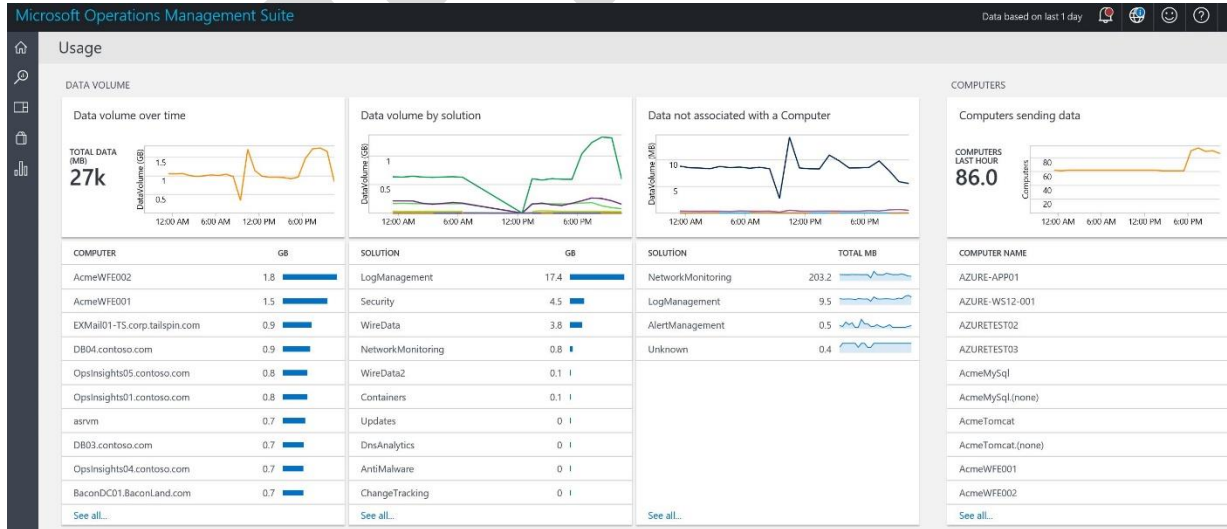 Microsoft Operations Management Suite
Data based on last 1 day
Usage
DATA VOLUME
COMPUTERS
Data volume over time
TOTAL DATA
(MB)
27k
DataVolume (GB)
1.5
1
0.5
12:00 AM 6:00 AM 12:00 PM 6:00 PM
COMPUTER GB
AcmeWFE002 1.8
AcmeWFE001 1.5
EXMail01-TS.corp.tailspin.com 0.9
DB04.contoso.com 0.9
OpsInsights05.contoso.com 0.8
OpsInsights01.contoso.com 0.8
asrvm 0.7
DB03.contoso.com 0.7
OpsInsights04.contoso.com 0.7
BaconDC01.BaconLand.com 0.7
See all...
Data volume by solution
DataVolume (GB)
1
0.5
12:00 AM 6:00 AM 12:00 PM 6:00 PM
SOLUTION GB
LogManagement 17.4
Security 4.5
WireData 3.8
NetworkMonitoring 0.8
WireData2 0.1
Containers 0.1
Updates 0
DnsAnalytics 0
AntiMalware 0
ChangeTracking 0
See all...
Data not associated with a Computer
DataVolume (MB)
10
5
12:00 AM 6:00 AM 12:00 PM 6:00 PM
SOLUTION TOTAL MB
NetworkMonitoring 203.2
LogManagement 9.5
AlertManagement 0.5
Unknown 0.4
See all...
Computers sending data
COMPUTERS
LAST HOUR
86.0
Computers
80
60
40
20
12:00 AM 6:00 AM 12:00 PM 6:00 PM
COMPUTER NAME
AZURE-APP01
AZURE-WS12-001
AZURETEST02
AZURETEST03
AcmeMySql
AcmeMySql.(none)
AcmeTomcat
AcmeTomcat.(none)
AcmeWFE001
AcmeWFE002
See all...